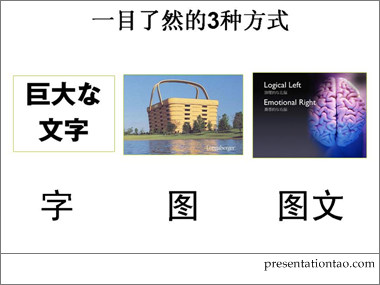 一目了然的3种方式
巨大な
文字
Longaberger
Logical Left
Emotional Right
字
图
图文
presentationtao.com